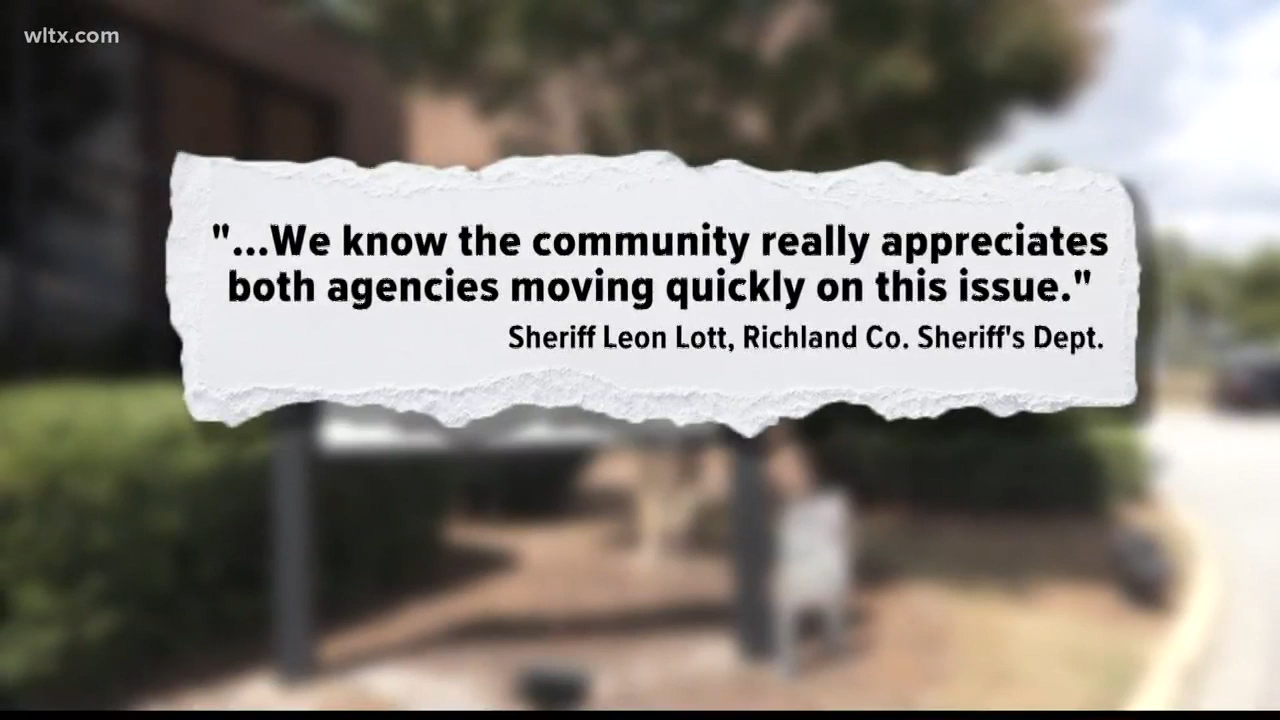 wltx.com
"...We know the community really appreciates
both agencies moving quickly on this issue."
Sheriff Leon Lott, Richland Co. Sheriff's Dept.